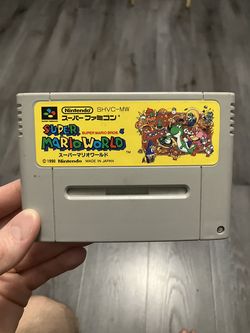 Nintendo SHVC-MW
スーパーファミコン
SUPER SUPER MARIO BROS. 4
MARIO WORLD™
スーパーマリオワールド
©1990 Nintendo MADE IN JAPAN